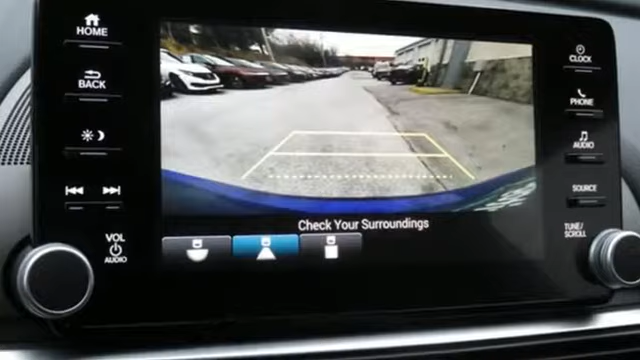 HOME
BACK
VOL
AUDIO
CLOCK
PHONE
AUDIO
SOURCE
TUNE/
SCROLL
Check Your Surroundings